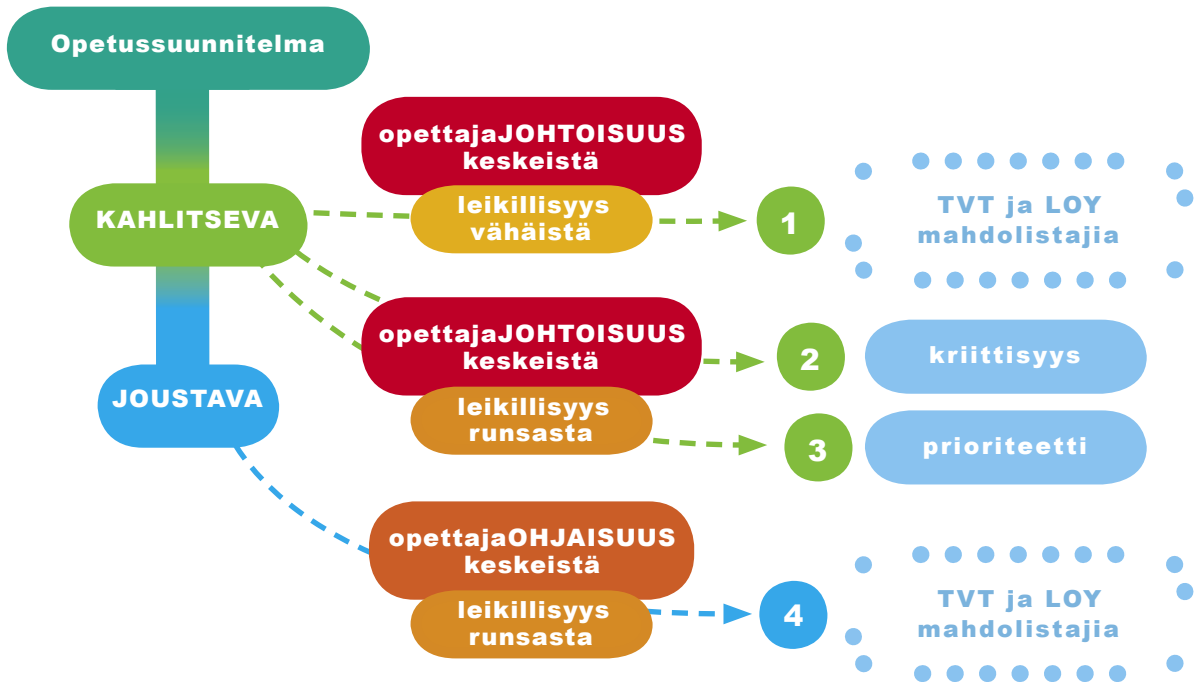 Opetussuunnitelma
opettajaJOHTOISUUS
keskeistä
leikillisyys
vähäistä
KAHLITSEVA
1
TVT ja LOY
mahdolistajia
opettajaJOHTOISUUS
keskeistä
leikillisyys
runsasta
2
kriittisyys
3
prioriteetti
JOUSTAVA
opettajaOHJAISUUS
keskeistä
leikillisyys
runsasta
4
TVT ja LOY
mahdolistajia